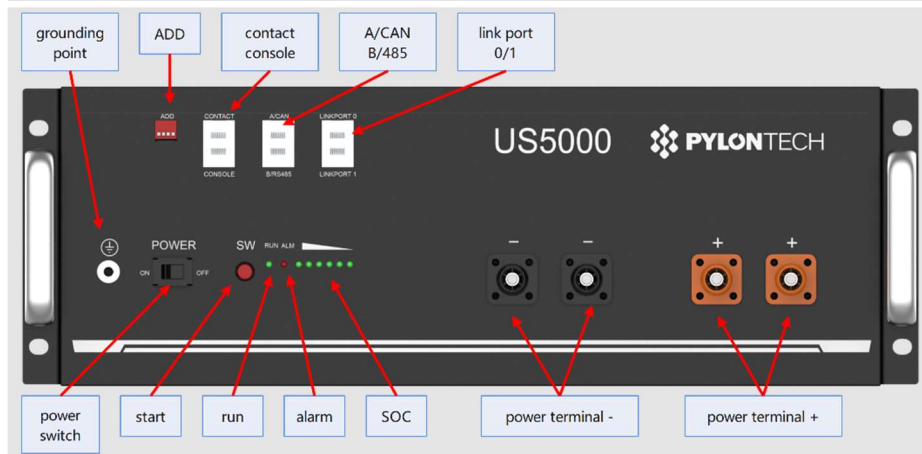 grounding
point
ADD
contact
console
A/CAN
B/485
link port
0/1
ADD
CONTACT
A/CAN
LINKPORT 0
CONSOLE
B/RS485
LINKPORT 1
US5000
PYLONTECH
POWER
ON
OFF
SW
RUN
ALM
−
−
+
+
power
switch
start
run
alarm
SOC
power terminal -
power terminal +